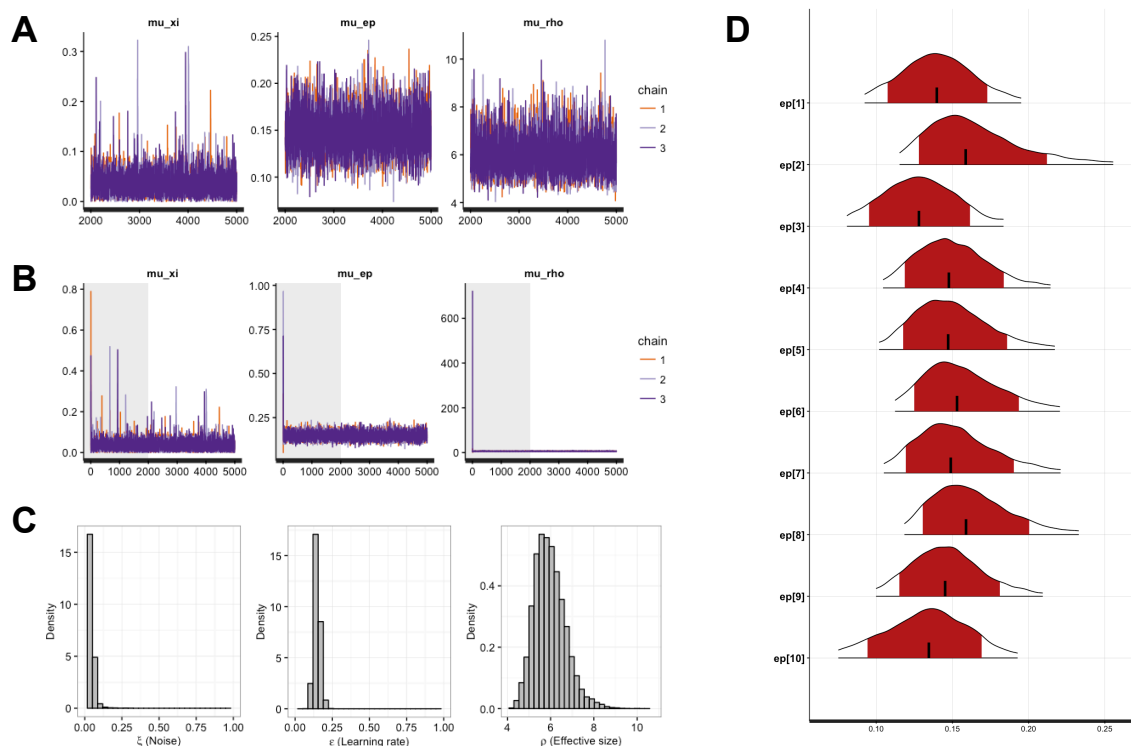 A
mu_xi
mu_ep
mu_rho
0.3
0.2
0.1
0.0
0.25
0.20
0.15
0.10
10
8
6
4
2000 3000 4000 5000
2000 3000 4000 5000
2000 3000 4000 5000
chain
1
2
3
B
mu_xi
mu_ep
mu_rho
0.8
0.6
0.4
0.2
0.0
1.00
0.75
0.50
0.25
600
400
200
0
0 1000 2000 3000 4000 5000
0 1000 2000 3000 4000 5000
0 1000 2000 3000 4000 5000
chain
1
2
3
C
Density
15
10
5
0
0.00 0.25 0.50 0.75 1.00
ξ (Noise)
Density
15
10
5
0
0.00 0.25 0.50 0.75 1.00
ε (Learning rate)
Density
0.4
0.2
0.0
4 6 8 10
ρ (Effective size)
D
ep[1]
ep[2]
ep[3]
ep[4]
ep[5]
ep[6]
ep[7]
ep[8]
ep[9]
ep[10]
0.10 0.15 0.20 0.25